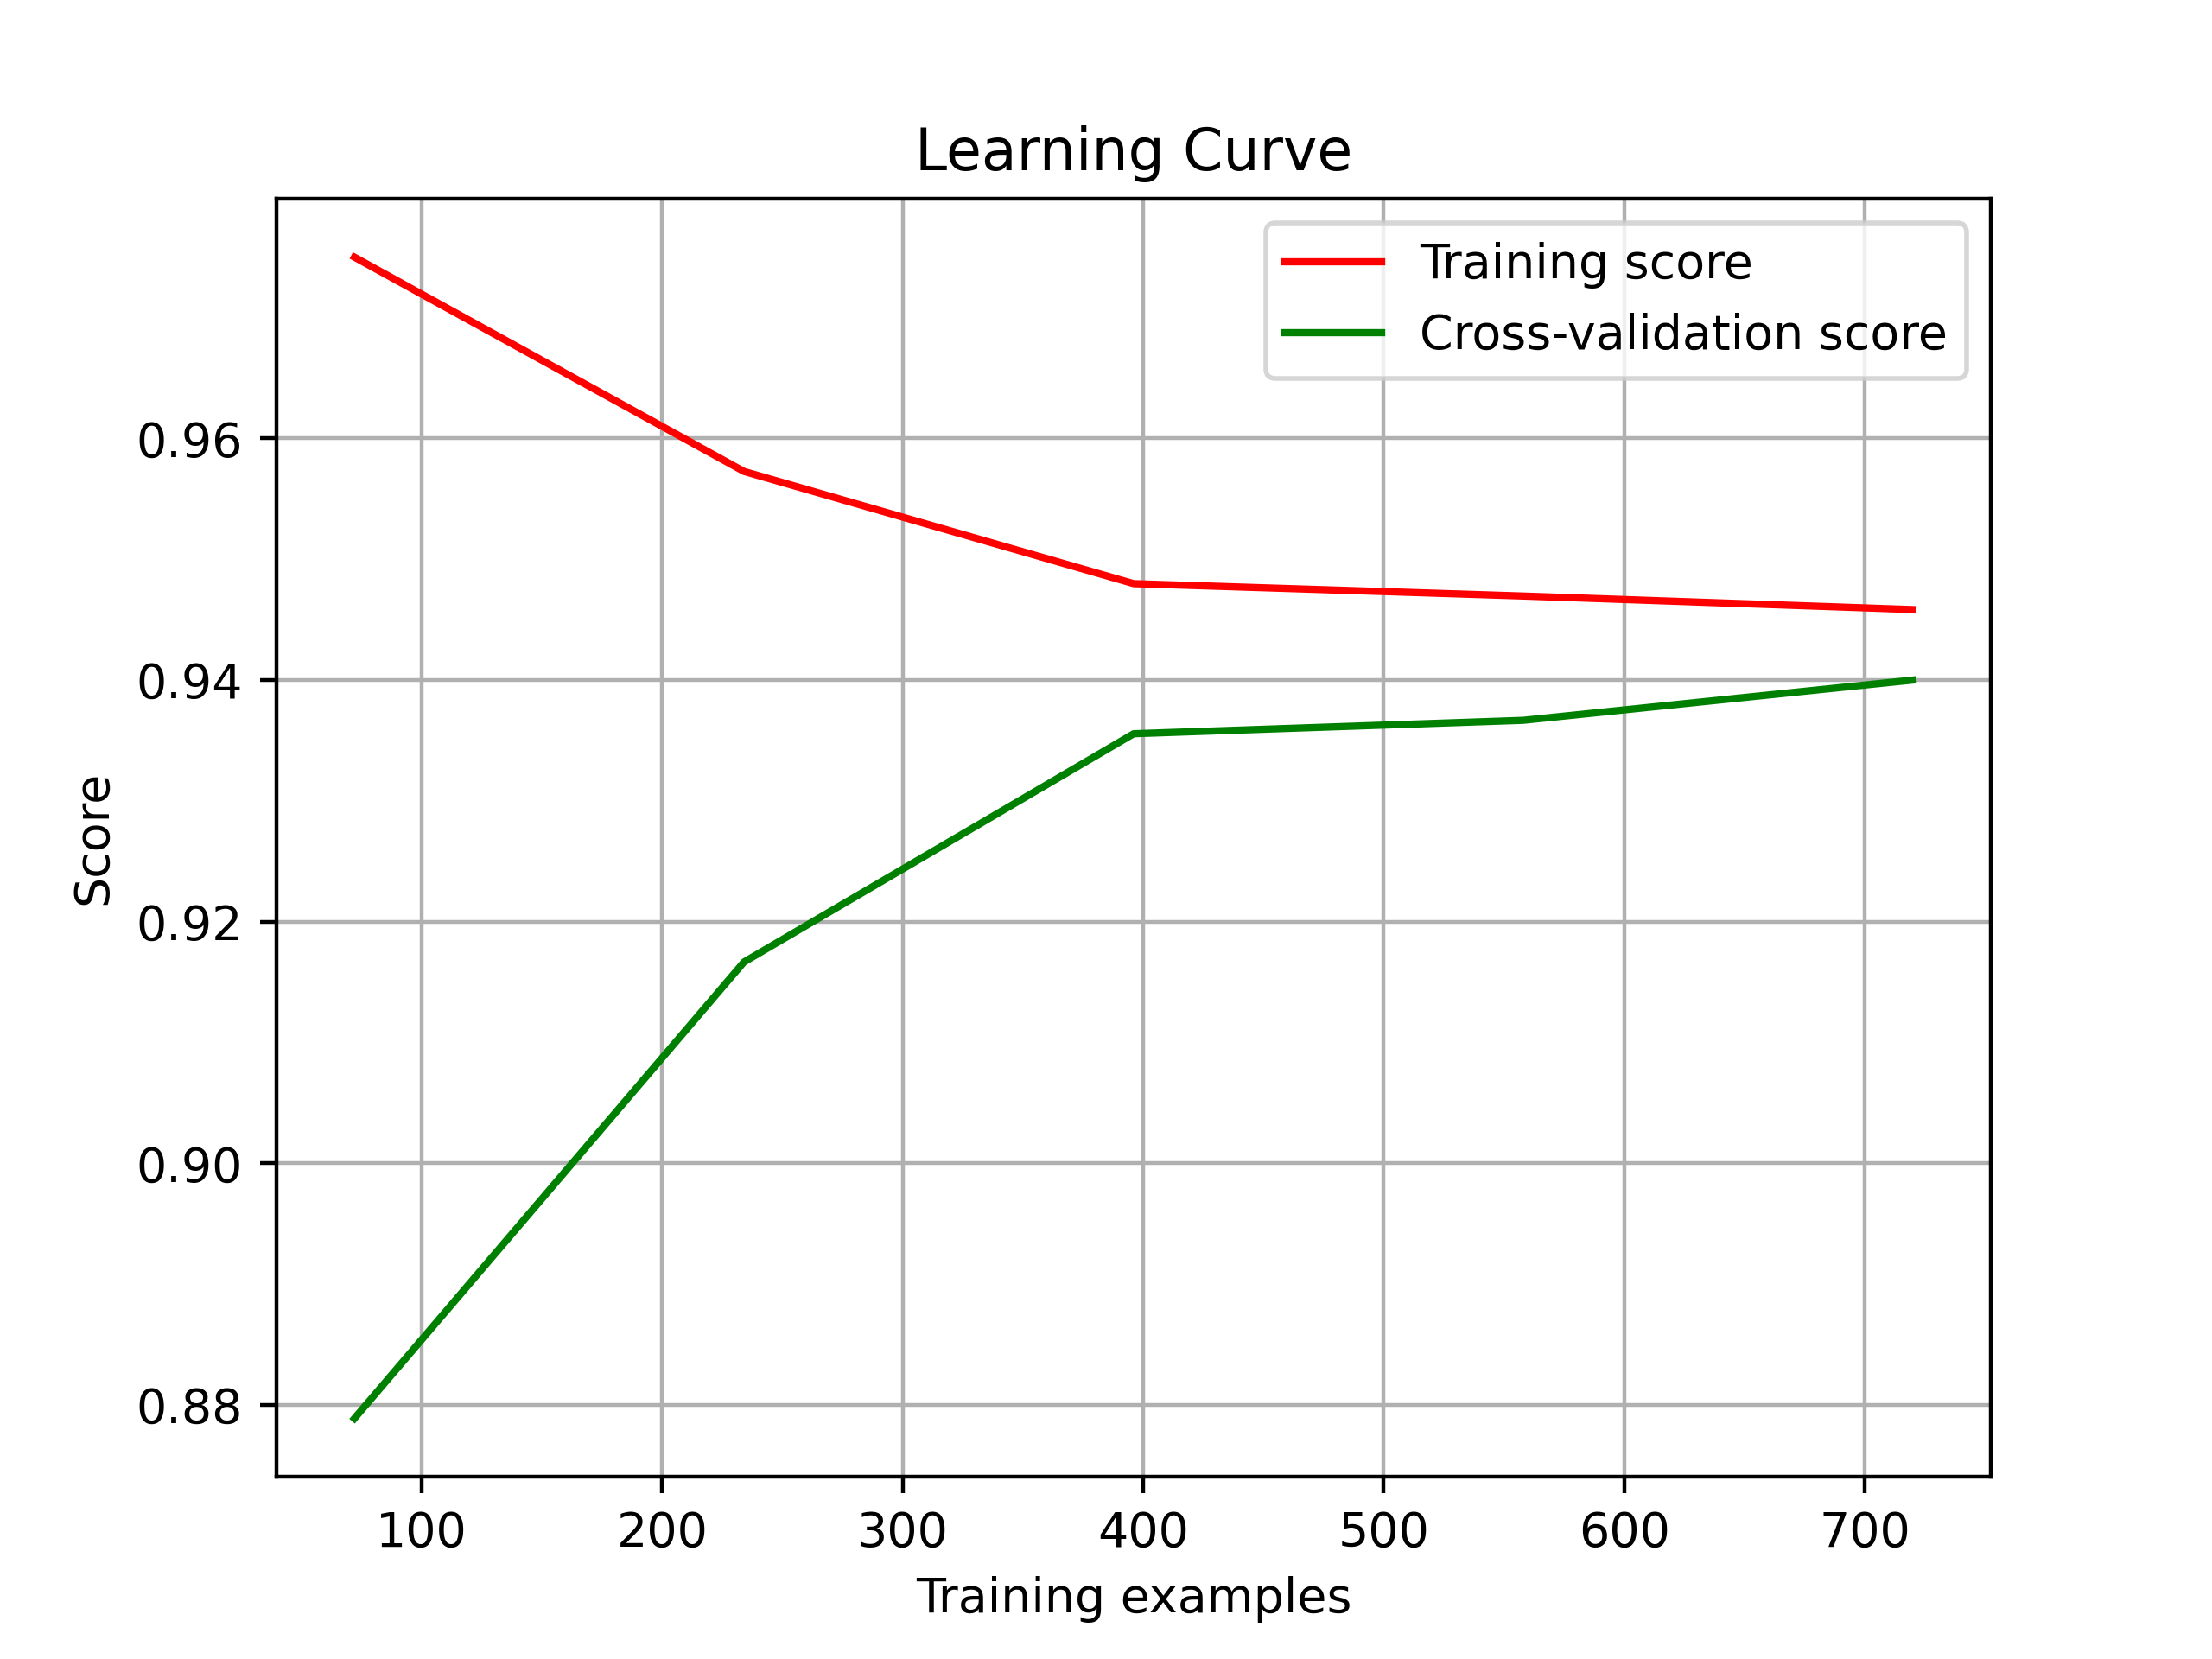 Learning Curve
Training score
Cross-validation score
0.96
0.94
0.92
0.90
0.88
Score
100 200 300 400 500 600 700
Training examples